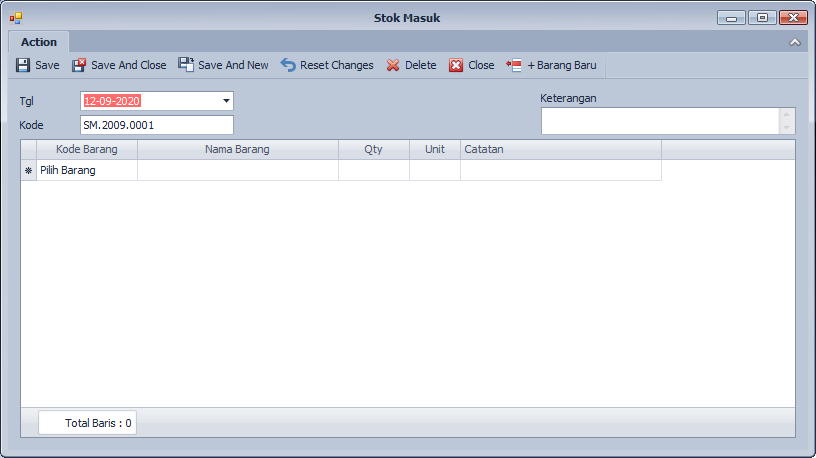 Stok Masuk
Action
Save Save And Close Save And New Reset Changes Delete Close + Barang Baru
Tgl 12-09-2020 Keterangan
Kode SM.2009.0001
Kode Barang Nama Barang Qty Unit Catatan
Pilih Barang
Total Baris : 0